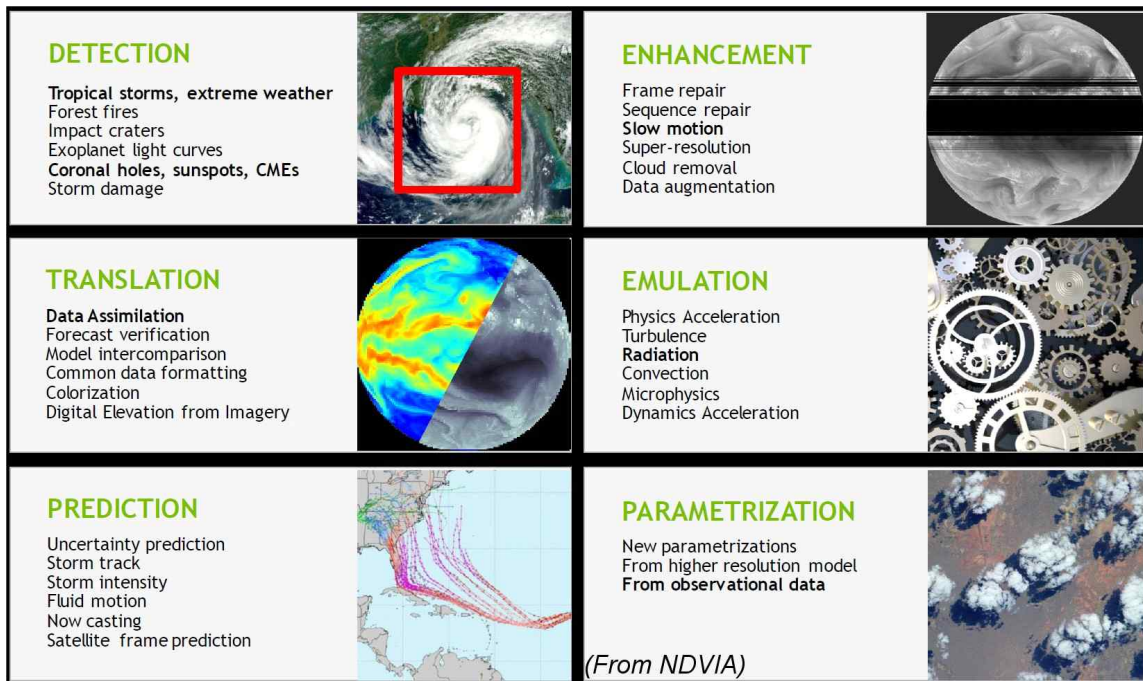 DETECTION
Tropical storms, extreme weather
Forest fires
Impact craters
Exoplanet light curves
Coronal holes, sunspots, CMEs
Storm damage
ENHANCEMENT
Frame repair
Sequence repair
Slow motion
Super-resolution
Cloud removal
Data augmentation
TRANSLATION
Data Assimilation
Forecast verification
Model intercomparison
Common data formatting
Colorization
Digital Elevation from Imagery
EMULATION
Physics Acceleration
Turbulence
Radiation
Convection
Microphysics
Dynamics Acceleration
PREDICTION
Uncertainty prediction
Storm track
Storm intensity
Fluid motion
Now casting
Satellite frame prediction
PARAMETRIZATION
New parametrizations
From higher resolution model
From observational data
(From NDVIA)